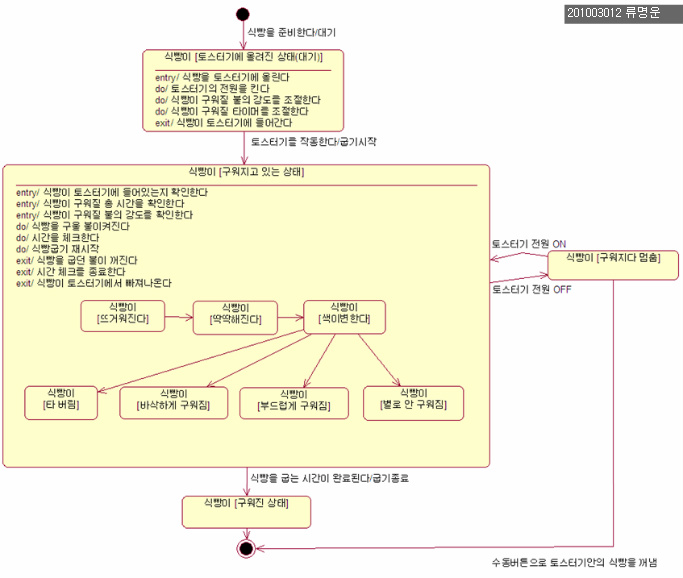 201003012 류명운
식빵을 준비한다/대기
식빵이 [토스터기에 올려진 상태(대기)]
entry/ 식빵을 토스터기에 올린다
do/ 토스터기의 전원을 킨다
do/ 식빵이 구워질 불의 강도를 조절한다
do/ 식빵이 구워질 타이머를 조절한다
exit/ 식빵이 토스터기에 들어간다
토스터기를 작동한다/굽기시작
식빵이 [구워지고 있는 상태]
entry/ 식빵이 토스터기에 들어있는지 확인한다
entry/ 식빵이 구워질 총 시간을 확인한다
entry/ 식빵이 구워질 불의 강도를 확인한다
do/ 식빵을 구울 불이켜진다
do/ 시간을 체크한다
do/ 식빵굽기 재시작
exit/ 식빵을 굽던 불이 꺼진다
exit/ 시간 체크를 종료한다
exit/ 식빵이 토스터기에서 빠져나온다
토스터기 전원 ON
식빵이 [구워지다 멈춤]
토스터기 전원 OFF
식빵이
[뜨거워진다]
식빵이
[딱딱해진다]
식빵이
[색이변한다]
식빵이
[타 버림]
식빵이
[바삭하게 구워짐]
식빵이
[부드럽게 구워짐]
식빵이
[별로 안 구워짐]
식빵을 굽는 시간이 완료된다/굽기종료
식빵이 [구워진 상태]
수동버튼으로 토스터기안의 식빵을 꺼냄